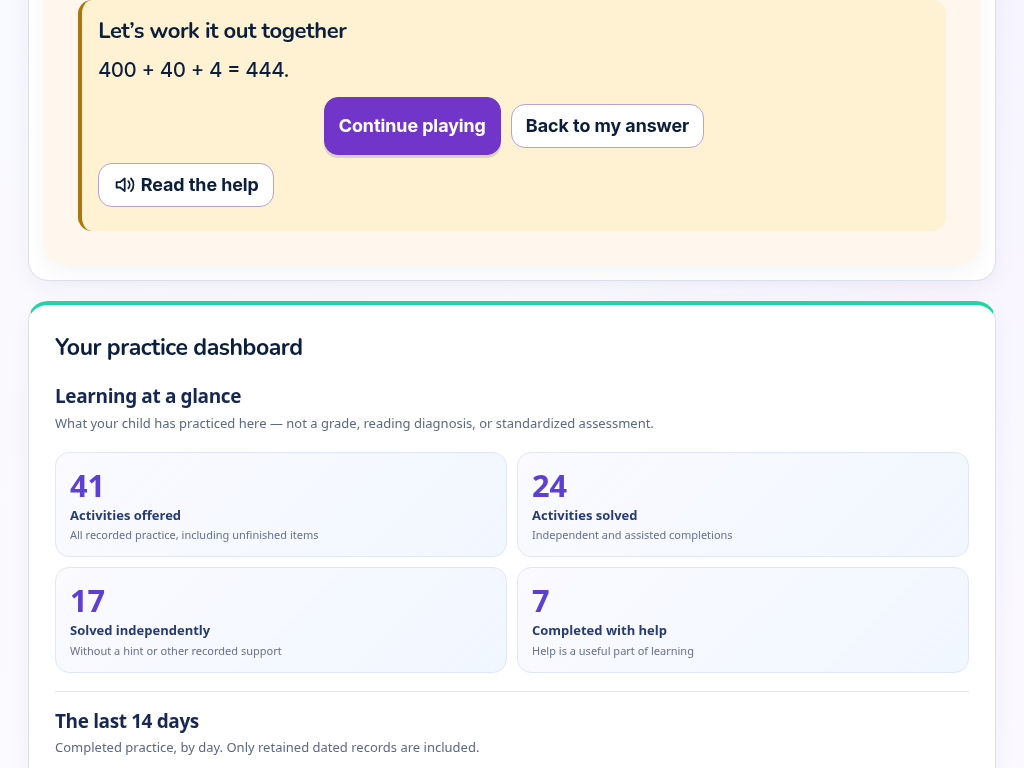 Let’s work it out together
400 + 40 + 4 = 444.
Continue playing
Back to my answer
Read the help
Your practice dashboard
Learning at a glance
What your child has practiced here — not a grade, reading diagnosis, or standardized assessment.
41
Activities offered
All recorded practice, including unfinished items
24
Activities solved
Independent and assisted completions
17
Solved independently
Without a hint or other recorded support
7
Completed with help
Help is a useful part of learning
The last 14 days
Completed practice, by day. Only retained dated records are included.